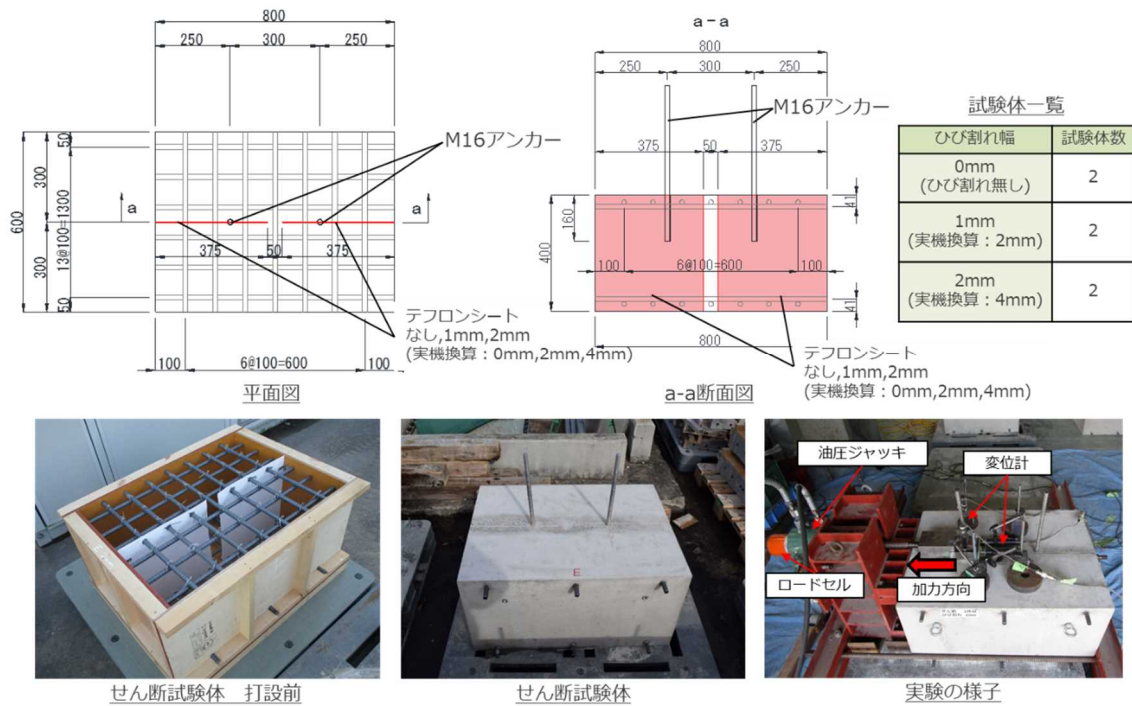 800
250
300
250
M16アンカー
600
300
300
50
13@100=1300
50
a
a
375
50
375
テフロンシート
なし,1mm,2mm
(実機換算：0mm,2mm,4mm)
100
6@100=600
100
平面図
a-a
800
250
300
250
M16アンカー
375
50
375
400
160
41
100
6@100=600
100
41
800
テフロンシート
なし,1mm,2mm
(実機換算：0mm,2mm,4mm)
a-a断面図
試験体一覧
ひび割れ幅 試験体数
0mm
(ひび割れ無し)
2
1mm
(実機換算：2mm)
2
2mm
(実機換算：4mm)
2
せん断試験体　打設前
E
せん断試験体
油圧ジャッキ
変位計
ロードセル
加力方向
実験の様子